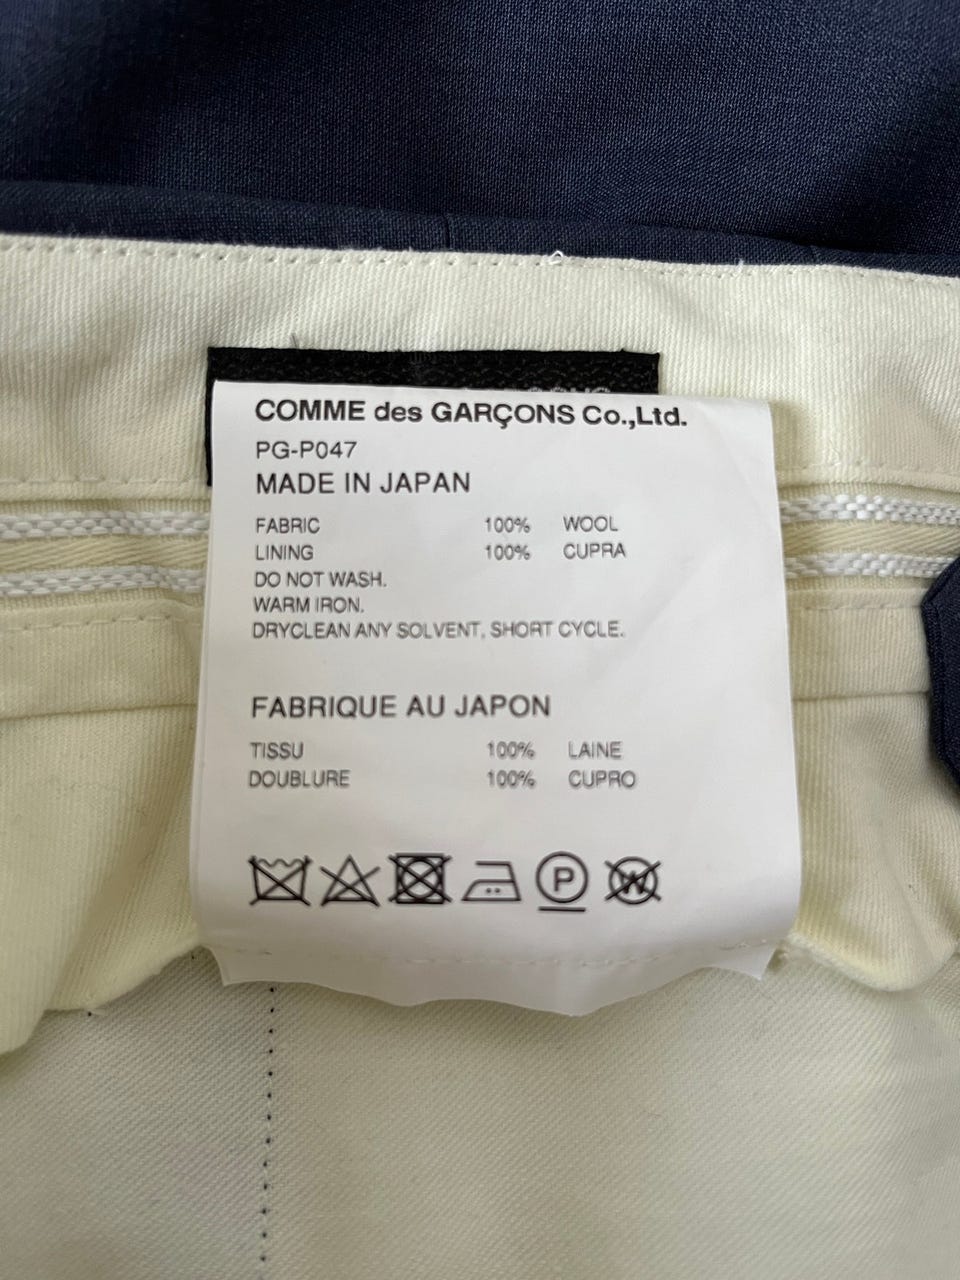 COMME des GARÇONS Co.,Ltd.
PG-P047
MADE IN JAPAN
FABRIC 100% WOOL
LINING 100% CUPRA
DO NOT WASH.
WARM IRON.
DRYCLEAN ANY SOLVENT, SHORT CYCLE.
FABRIQUE AU JAPON
TISSU 100% LAINE
DOUBLURE 100% CUPRO
P W